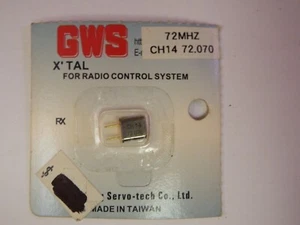 GWS
72MHZ
CH14 72.070
X'TAL
FOR RADIO CONTROL SYSTEM
RX
Servo-tech Co., Ltd.
MADE IN TAIWAN